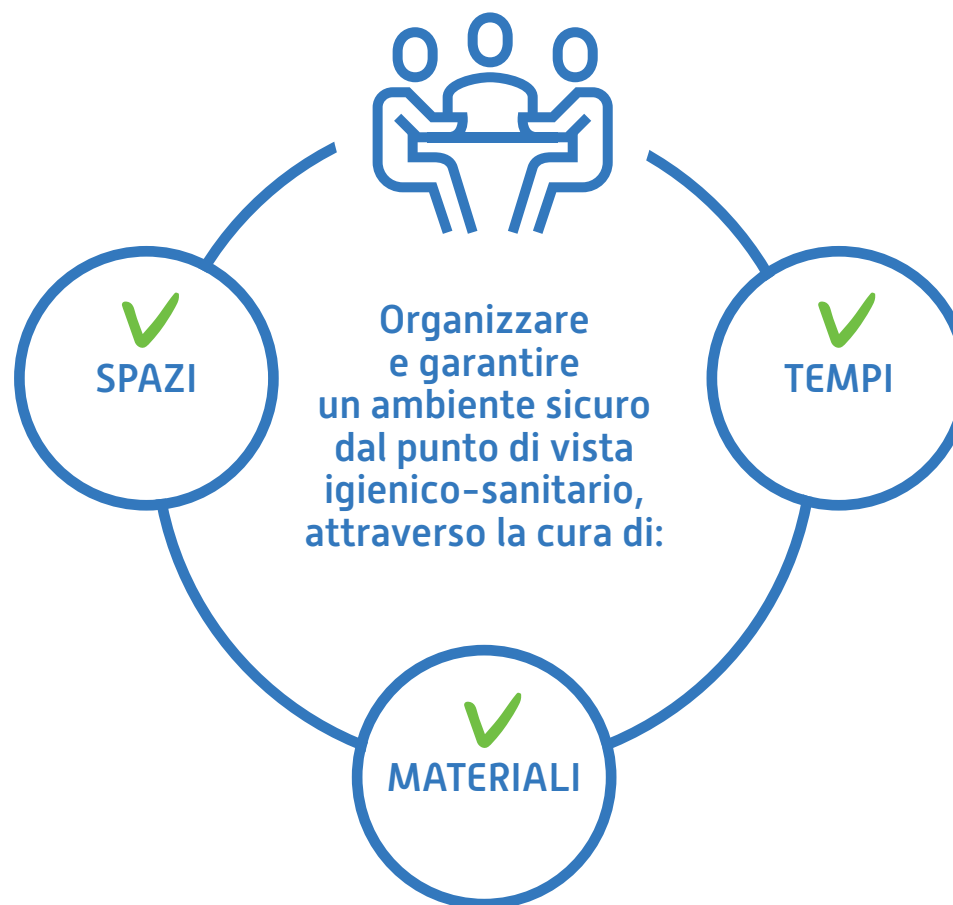 Organizzare
e garantire
un ambiente sicuro
dal punto di vista
igienico-sanitario,
attraverso la cura di:
SPAZI
TEMPI
MATERIALI